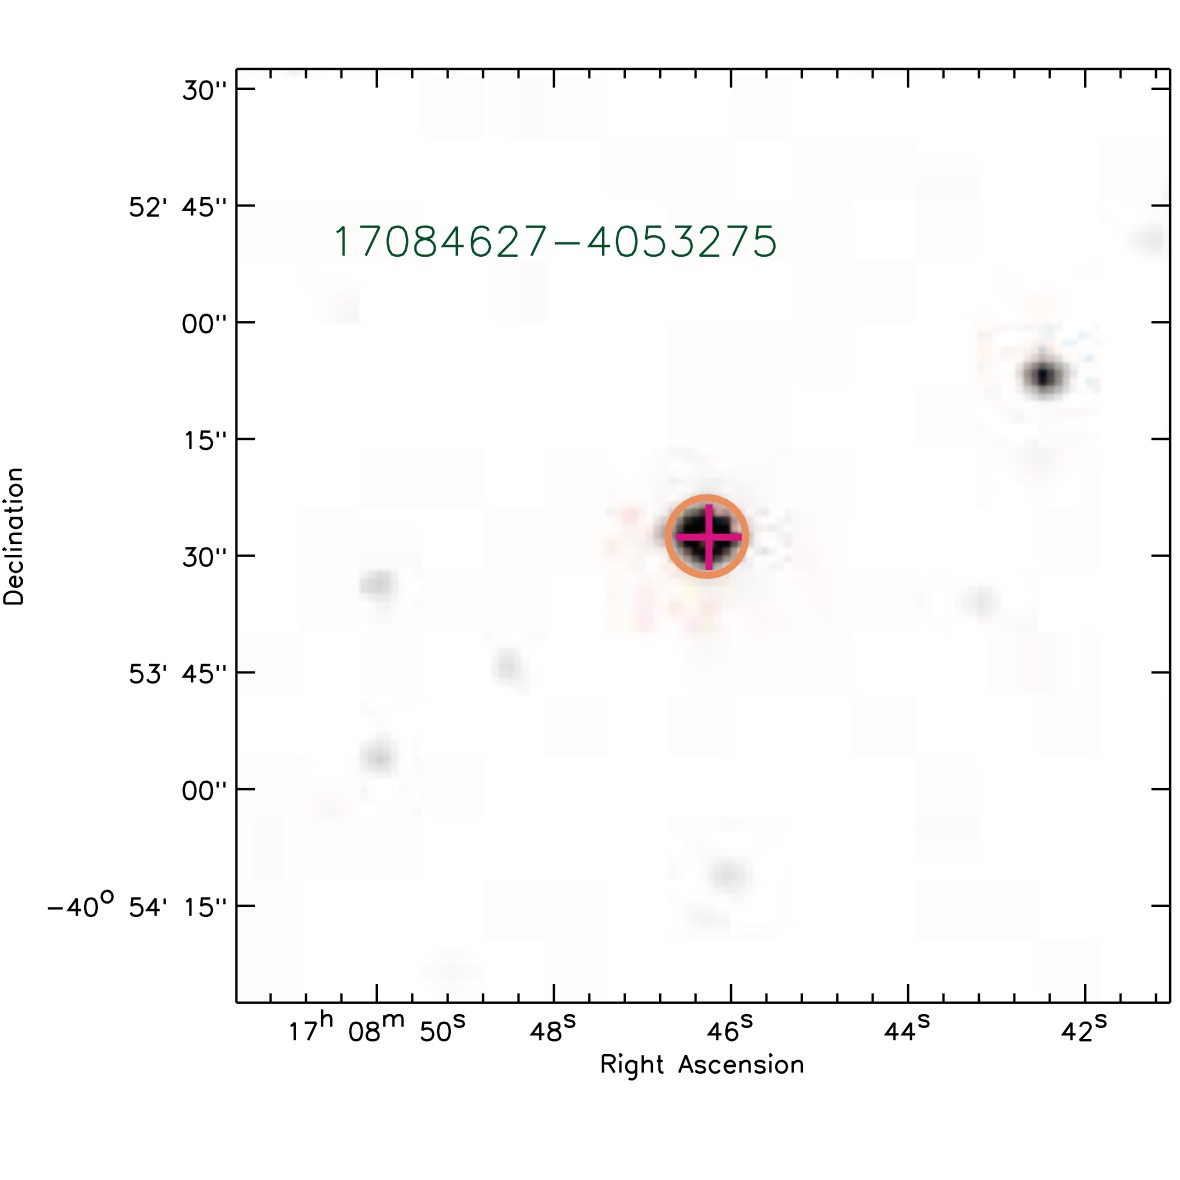 30''
52' 45''
17084627−4053275
00''
15''
30''
53' 45''
00''
−40° 54' 15''
17ʰ 08ᵐ 50ˢ 48ˢ 46ˢ 44ˢ 42ˢ
Right Ascension
Declination